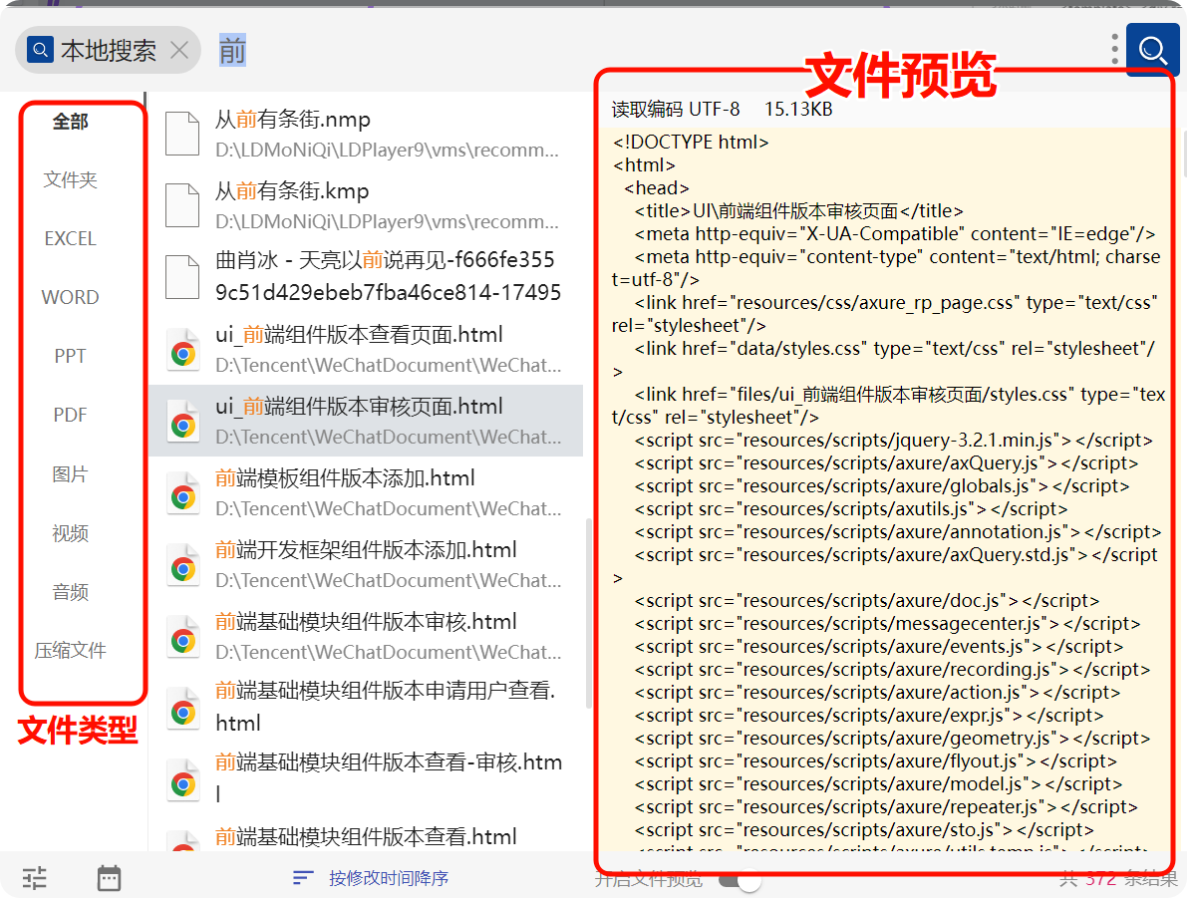 本地搜索
前
文件预览
全部
文件夹
EXCEL
WORD
PPT
PDF
图片
视频
音频
压缩文件
文件类型
从前有条街.nmp
D:\LDMoNiQi\LDPlayer9\vms\recomm...
从前有条街.kmp
D:\LDMoNiQi\LDPlayer9\vms\recomm...
曲肖冰 - 天亮以前说再见-f666fe355
9c51d429ebeb7fba46ce814-17495
ui_前端组件版本查看页面.html
D:\Tencent\WeChatDocument\WeChat...
ui_前端组件版本审核页面.html
D:\Tencent\WeChatDocument\WeChat...
前端模板组件版本添加.html
D:\Tencent\WeChatDocument\WeChat...
前端开发框架组件版本添加.html
D:\Tencent\WeChatDocument\WeChat...
前端基础模块组件版本审核.html
D:\Tencent\WeChatDocument\WeChat...
前端基础模块组件版本申请用户查看.
html
前端基础模块组件版本查看-审核.htm
l
前端基础模块组件版本查看.html
读取编码 UTF-8 15.13KB
<!DOCTYPE html>
<html>
<head>
<title>UI\前端组件版本审核页面</title>
<meta http-equiv="X-UA-Compatible" content="IE=edge"/>
<meta http-equiv="content-type" content="text/html; charse
t=utf-8"/>
<link href="resources/css/axure_rp_page.css" type="text/css"
rel="stylesheet"/>
<link href="data/styles.css" type="text/css" rel="stylesheet"/
>
<link href="files/ui_前端组件版本审核页面/styles.css" type="tex
t/css" rel="stylesheet"/>
<script src="resources/scripts/jquery-3.2.1.min.js"></script>
<script src="resources/scripts/axure/axQuery.js"></script>
<script src="resources/scripts/axure/globals.js"></script>
<script src="resources/scripts/axutils.js"></script>
<script src="resources/scripts/axure/annotation.js"></script>
<script src="resources/scripts/axure/axQuery.std.js"></script
>
<script src="resources/scripts/axure/doc.js"></script>
<script src="resources/scripts/messagecenter.js"></script>
<script src="resources/scripts/axure/events.js"></script>
<script src="resources/scripts/axure/recording.js"></script>
<script src="resources/scripts/axure/action.js"></script>
<script src="resources/scripts/axure/expr.js"></script>
<script src="resources/scripts/axure/geometry.js"></script>
<script src="resources/scripts/axure/flyout.js"></script>
<script src="resources/scripts/axure/model.js"></script>
<script src="resources/scripts/axure/repeater.js"></script>
<script src="resources/scripts/axure/sto.js"></script>
<script src="resources/scripts/axure/utils.temp.js"></script>
按修改时间降序
开启文件预览
共 372 条结果